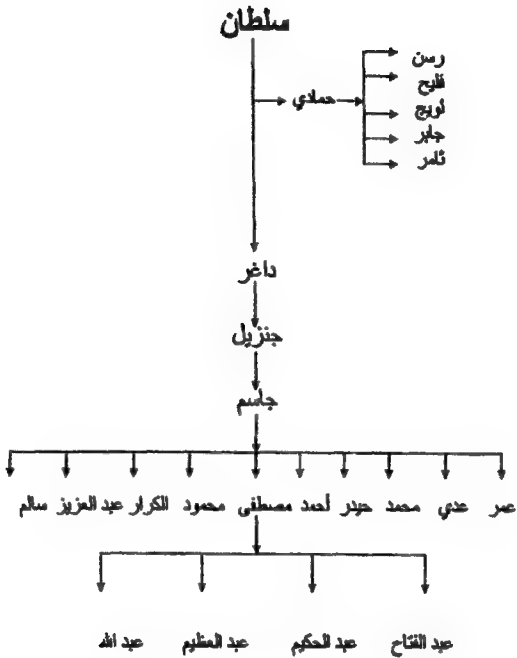 سلطان
رسن
فليح
حمادي
لويج
جابر
ثامر
داغر
جنزيل
جاسم
عمر عدي محمد حيدر أحمد مصطفى محمود الكرار عبد العزيز سالم
عبد الفتاح عبد الحكيم عبد العظيم عبد الله